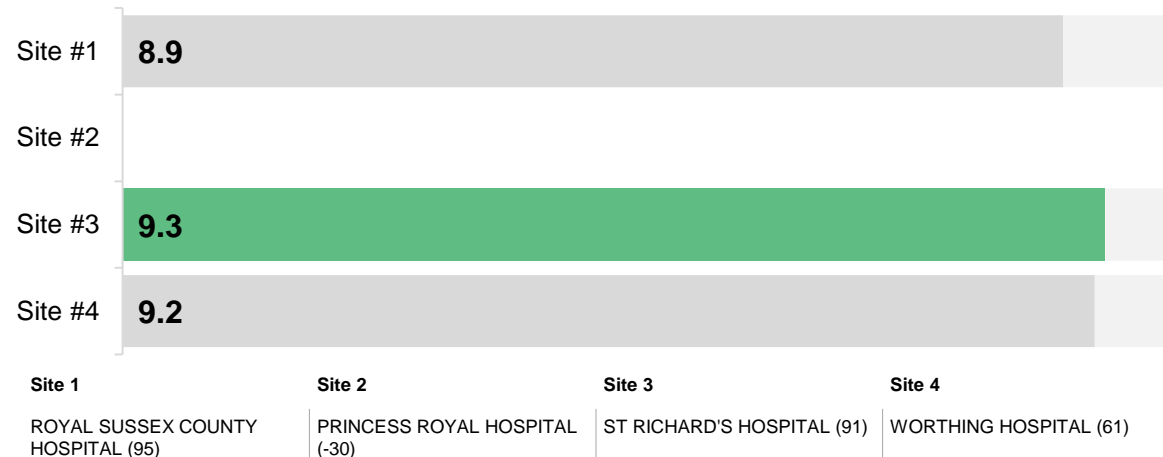 Site #1
8.9
Site #2
Site #3
9.3
Site #4
9.2
Site 1
Site 2
Site 3
Site 4
ROYAL SUSSEX COUNTY
HOSPITAL (95)
PRINCESS ROYAL HOSPITAL
(-30)
ST RICHARD'S HOSPITAL (91)
WORTHING HOSPITAL (61)